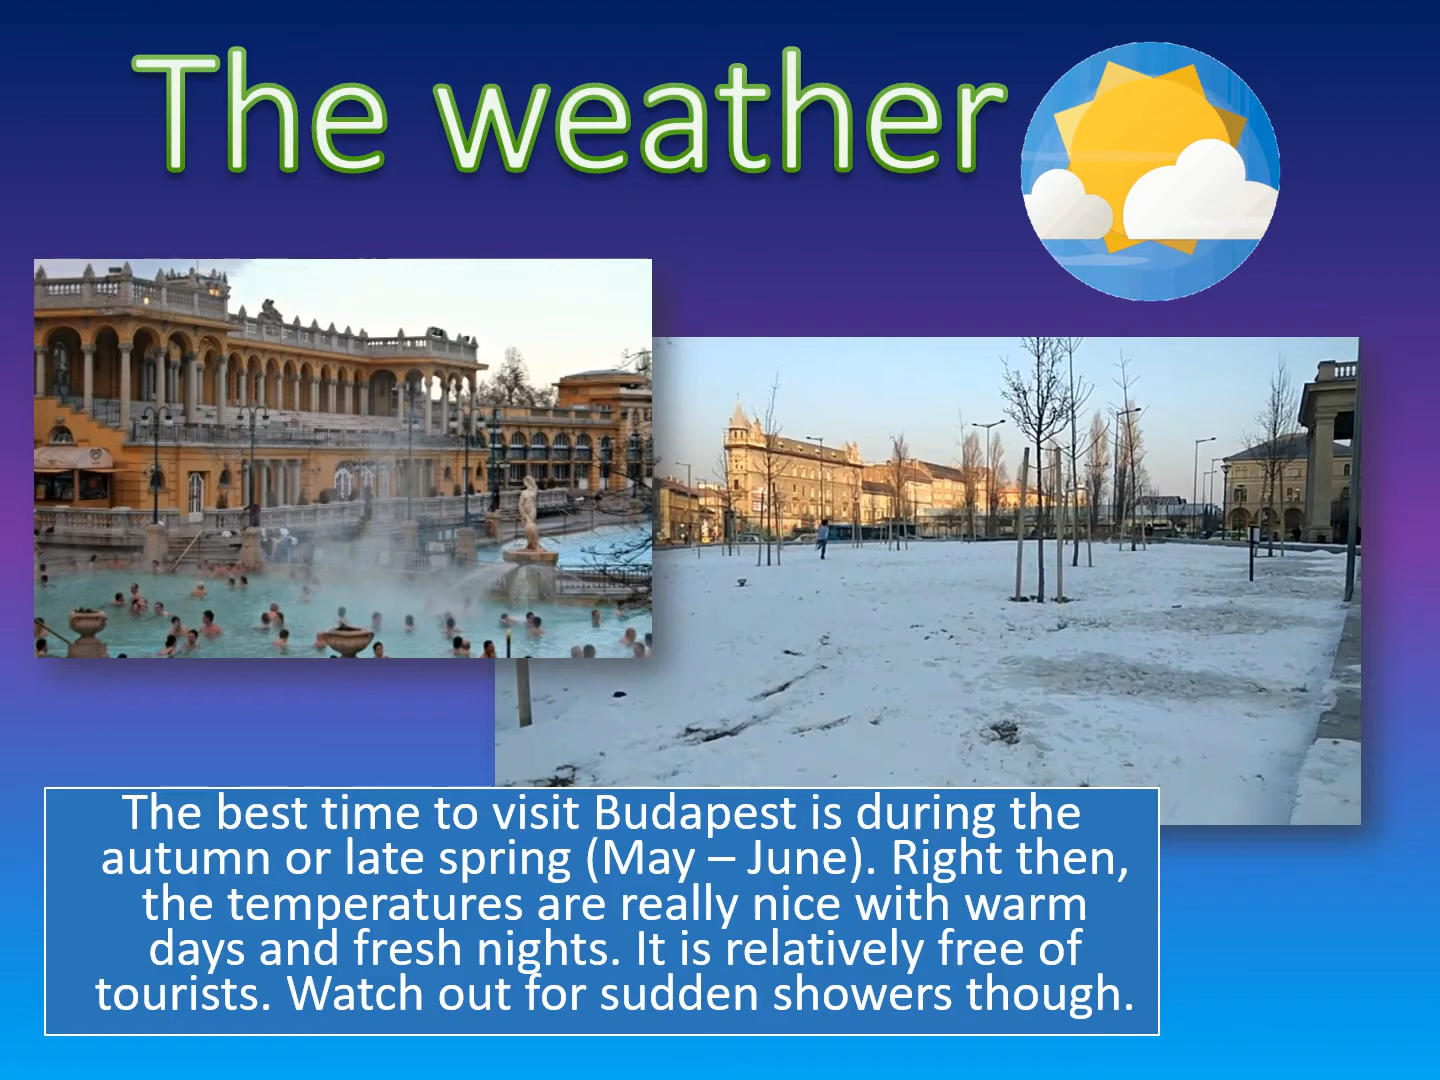 The weather
The best time to visit Budapest is during the
autumn or late spring (May – June). Right then,
the temperatures are really nice with warm
days and fresh nights. It is relatively free of
tourists. Watch out for sudden showers though.